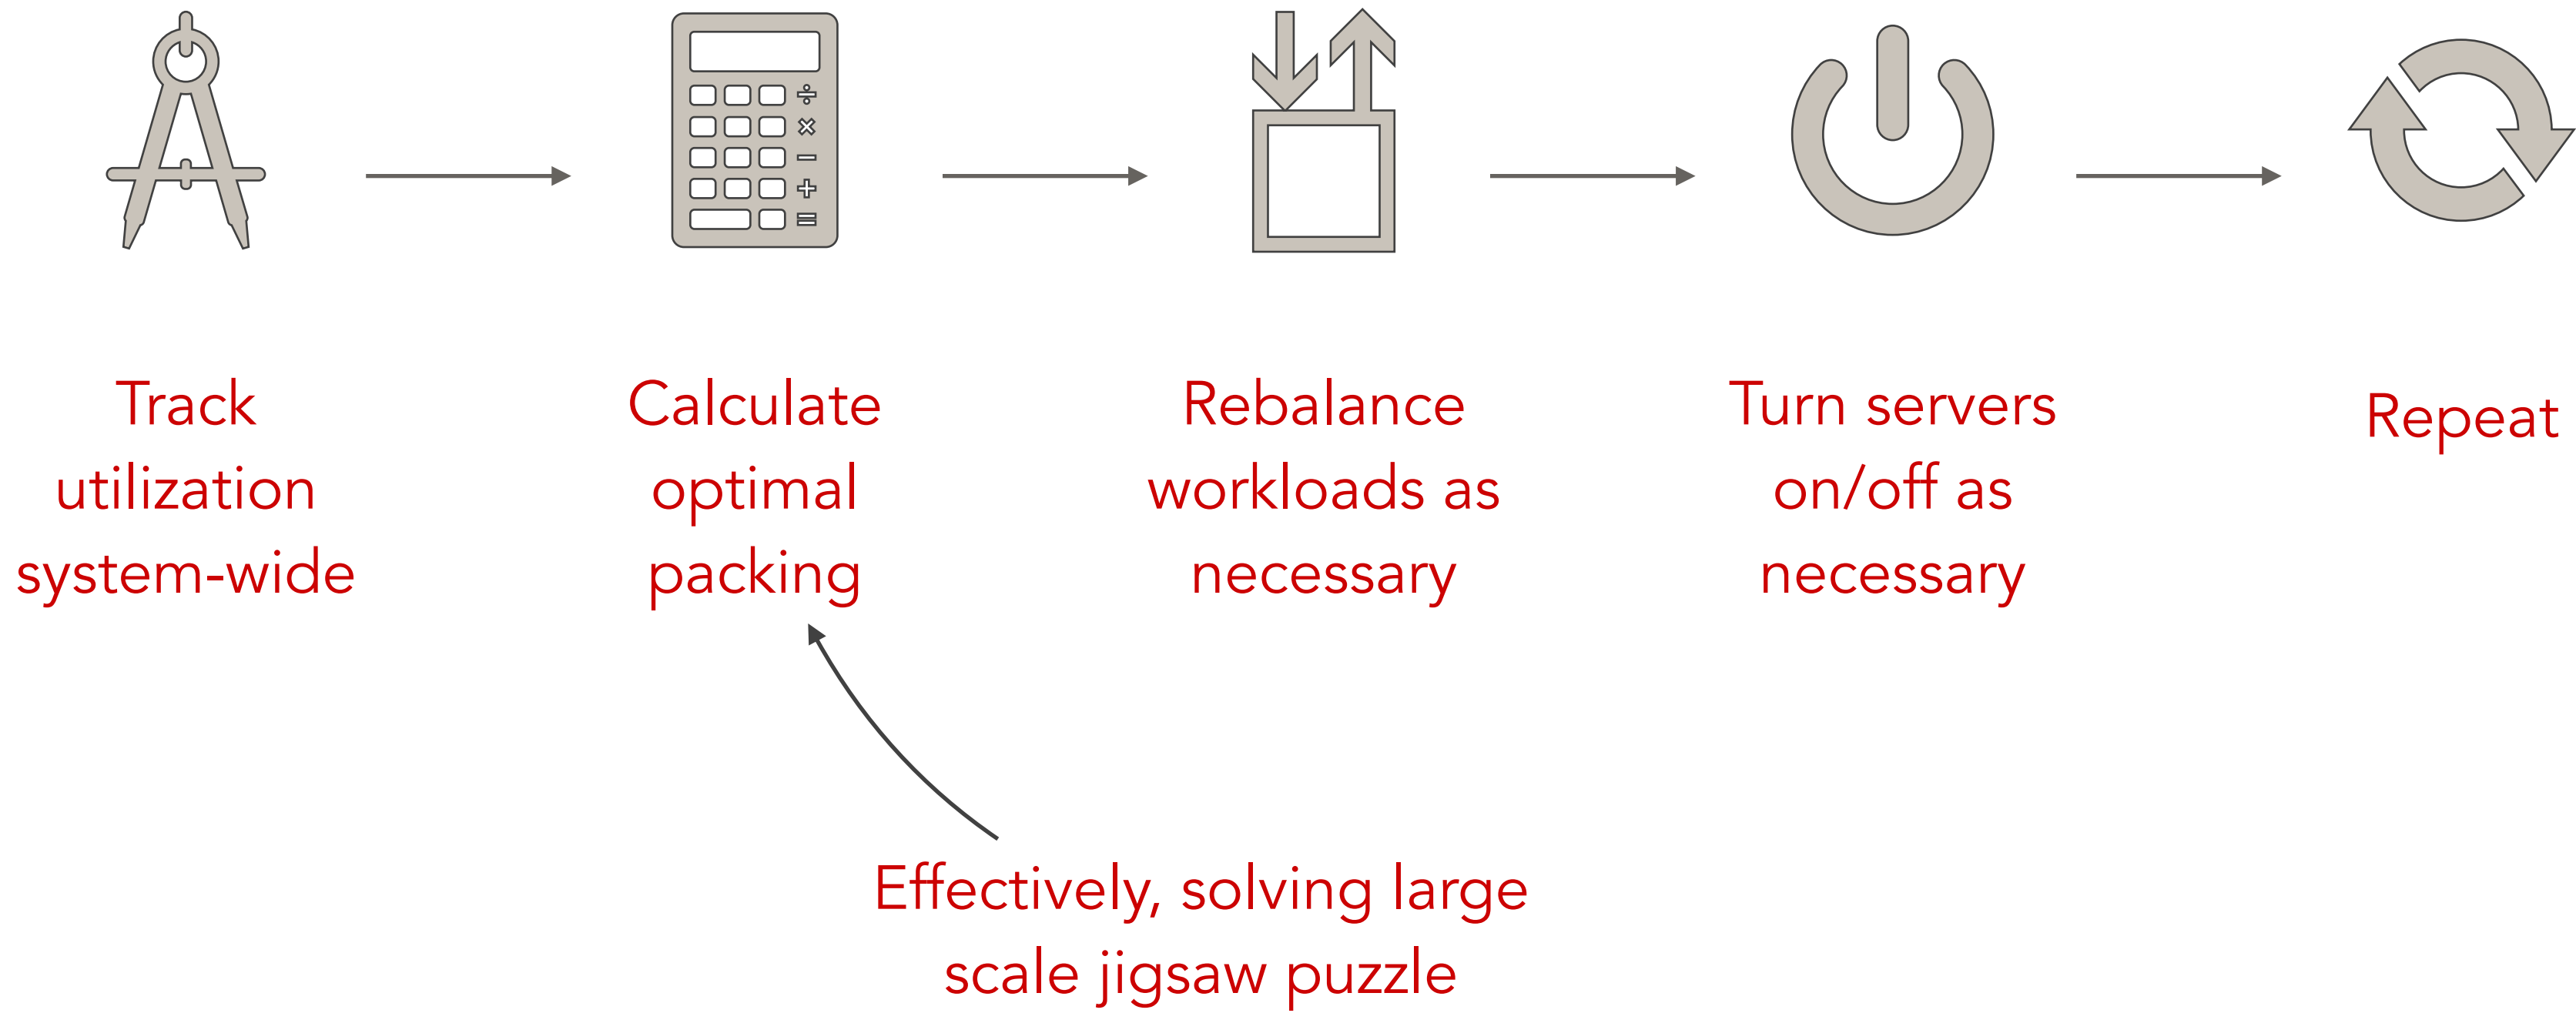 Track
utilization
system-wide
Calculate
optimal
packing
Rebalance
workloads as
necessary
Turn servers
on/off as
necessary
Repeat
Effectively, solving large
scale jigsaw puzzle